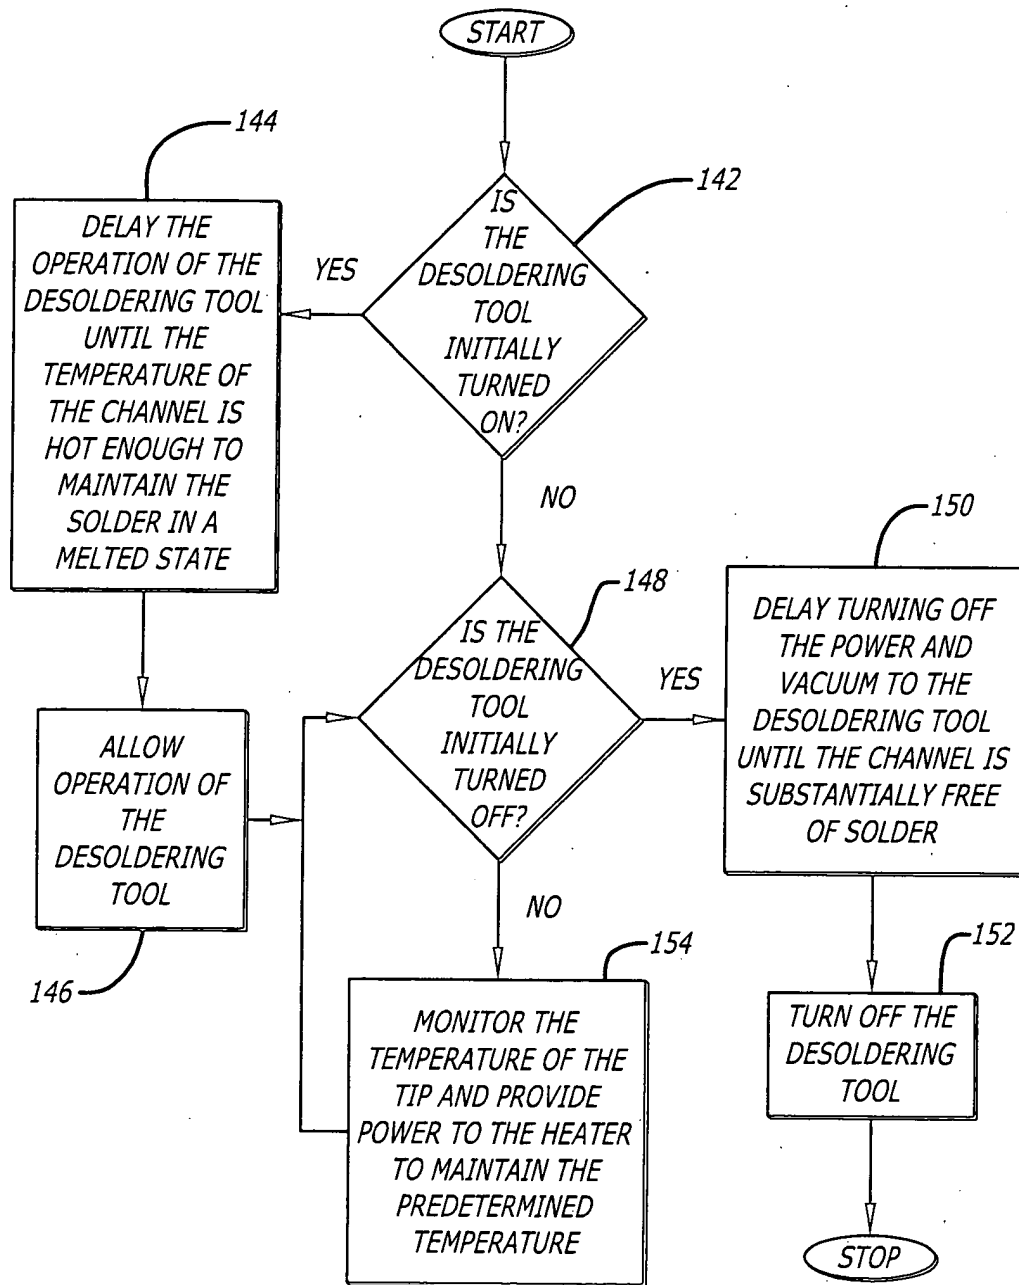 START
144
142
IS
THE
DESOLDERING
TOOL
INITIALLY
TURNED
ON?
YES
DELAY THE
OPERATION OF THE
DESOLDERING TOOL
UNTIL THE
TEMPERATURE OF
THE CHANNEL IS
HOT ENOUGH TO
MAINTAIN THE
SOLDER IN A
MELTED STATE
NO
150
148
IS THE
DESOLDERING
TOOL
INITIALLY
TURNED
OFF?
YES
DELAY TURNING OFF
THE POWER AND
VACUUM TO THE
DESOLDERING TOOL
UNTIL THE CHANNEL IS
SUBSTANTIALLY FREE
OF SOLDER
ALLOW
OPERATION OF
THE
DESOLDERING
TOOL
146
NO
154
152
MONITOR THE
TEMPERATURE OF THE
TIP AND PROVIDE
POWER TO THE HEATER
TO MAINTAIN THE
PREDETERMINED
TEMPERATURE
TURN OFF THE
DESOLDERING
TOOL
STOP